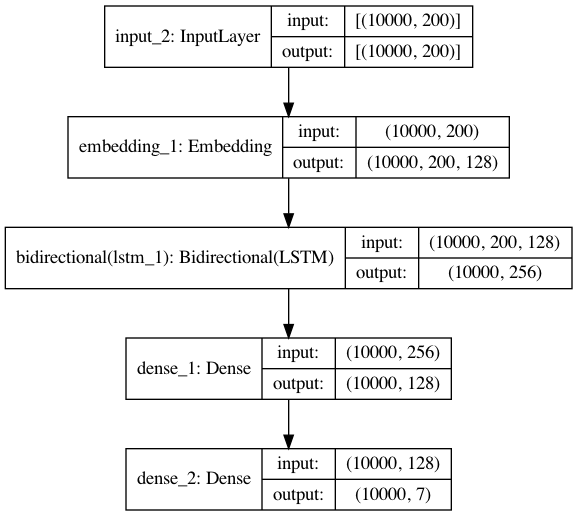 input_2: InputLayer
input: [(10000, 200)]
output: [(10000, 200)]
embedding_1: Embedding
input: (10000, 200)
output: (10000, 200, 128)
bidirectional(lstm_1): Bidirectional(LSTM)
input: (10000, 200, 128)
output: (10000, 256)
dense_1: Dense
input: (10000, 256)
output: (10000, 128)
dense_2: Dense
input: (10000, 128)
output: (10000, 7)